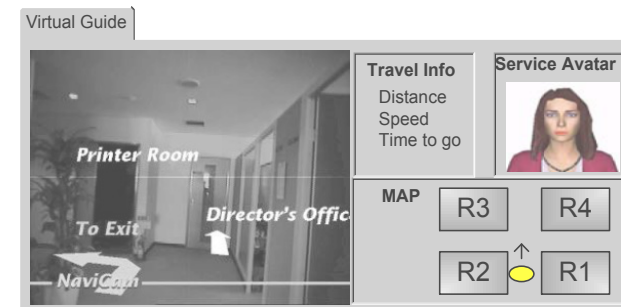 Virtual Guide
Printer Room
Director's Offic
To Exit
NaviCam
Travel Info
Distance
Speed
Time to go
Service Avatar
MAP
R3
R4
R2
R1